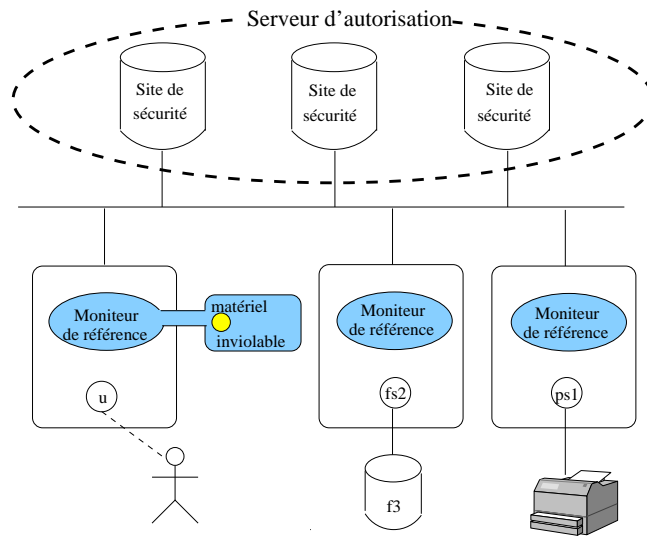 Serveur d'autorisation
Site de
sécurité
Site de
sécurité
Site de
sécurité
Moniteur
de référence
matériel
inviolable
Moniteur
de référence
Moniteur
de référence
u
fs2
ps1
f3